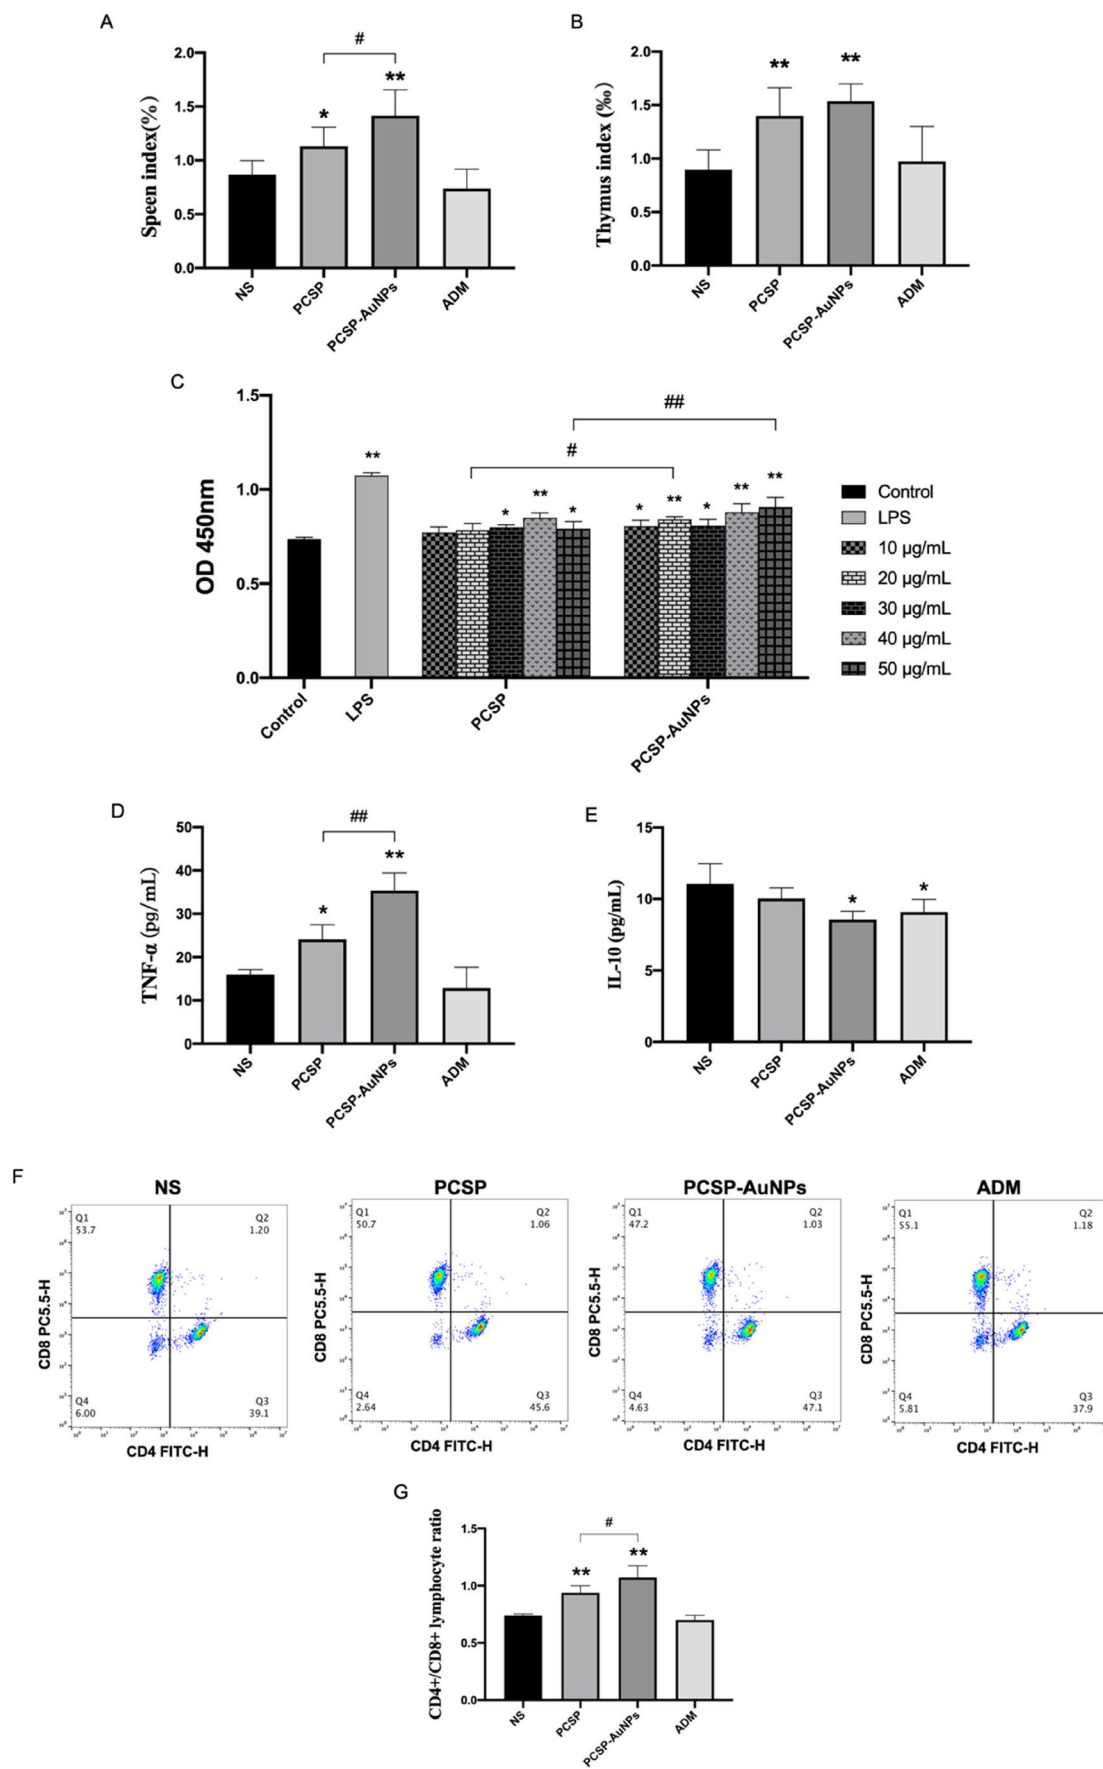 A
B
#
**
*
Speen index(%)
2.0
1.5
1.0
0.5
0.0
NS
PCSP
PCSP-AuNPs
ADM
**
**
Thymus index (‰)
2.0
1.5
1.0
0.5
0.0
NS
PCSP
PCSP-AuNPs
ADM
C
##
#
**
*
**
*
*
**
*
**
**
OD 450nm
1.5
1.0
0.5
0.0
Control
LPS
PCSP
PCSP-AuNPs
Control
LPS
10 µg/mL
20 µg/mL
30 µg/mL
40 µg/mL
50 µg/mL
D
##
**
*
TNF-α (pg/mL)
50
40
30
20
10
0
NS
PCSP
PCSP-AuNPs
ADM
E
*
*
IL-10 (pg/mL)
15
10
5
0
NS
PCSP
PCSP-AuNPs
ADM
F
NS
Q1
53.7
Q2
1.20
Q4
6.00
Q3
39.1
CD8 PC5.5-H
CD4 FITC-H
PCSP
Q1
50.7
Q2
1.06
Q4
2.64
Q3
45.6
CD8 PC5.5-H
CD4 FITC-H
PCSP-AuNPs
Q1
47.2
Q2
1.03
Q4
4.63
Q3
47.1
CD8 PC5.5-H
CD4 FITC-H
ADM
Q1
55.1
Q2
1.18
Q4
5.81
Q3
37.9
CD8 PC5.5-H
CD4 FITC-H
G
#
**
**
CD4+/CD8+ lymphocyte ratio
1.5
1.0
0.5
0.0
NS
PCSP
PCSP-AuNPs
ADM